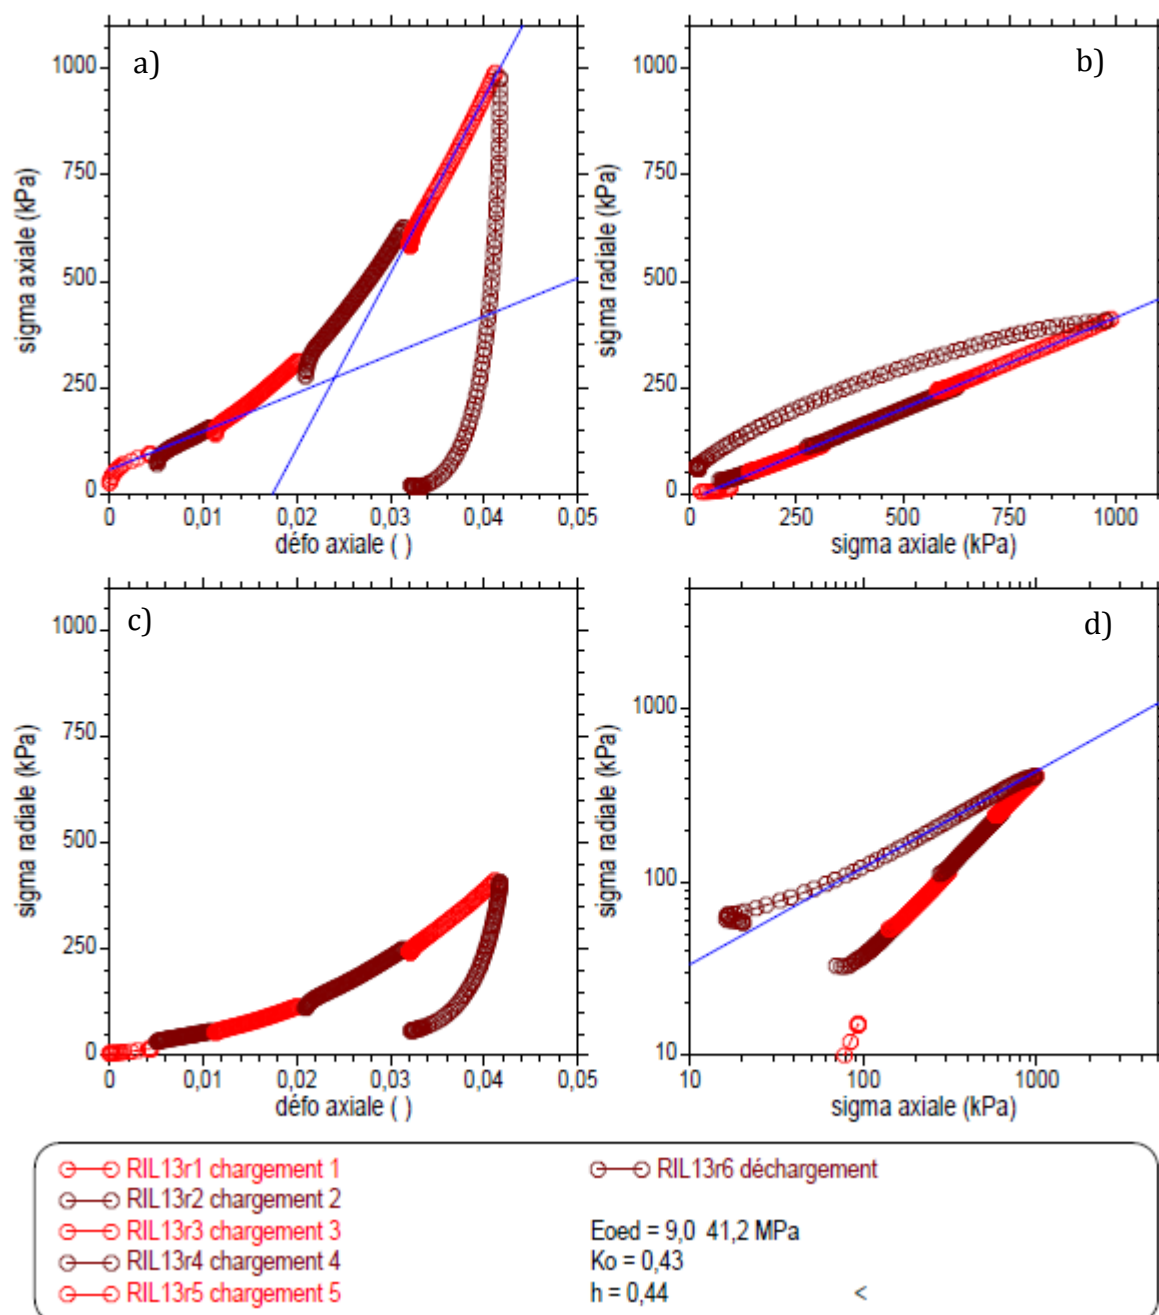 a)
b)
1000
750
500
250
0
sigma axiale (kPa)
0
0,01
0,02
0,03
0,04
0,05
défo axiale ( )
1000
750
500
250
0
sigma radiale (kPa)
0
250
500
750
1000
sigma axiale (kPa)
c)
d)
1000
750
500
250
0
sigma radiale (kPa)
0
0,01
0,02
0,03
0,04
0,05
défo axiale ( )
1000
100
10
sigma radiale (kPa)
10
100
1000
sigma axiale (kPa)
RIL13r1 chargement 1
RIL13r2 chargement 2
RIL13r3 chargement 3
RIL13r4 chargement 4
RIL13r5 chargement 5
RIL13r6 déchargement
Eoed = 9,0 41,2 MPa
Ko = 0,43
h = 0,44 <